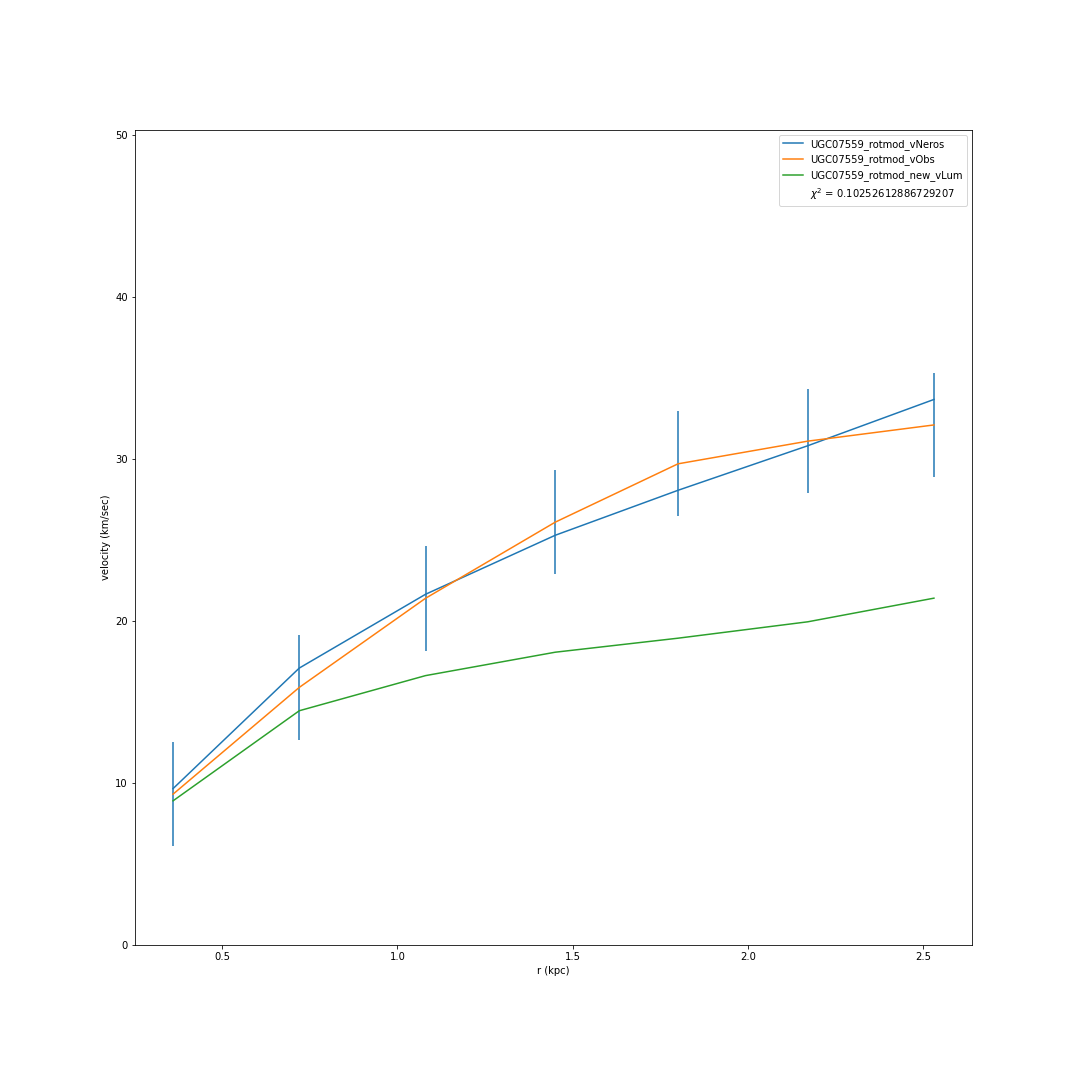 UGC07559_rotmod_vNeros
UGC07559_rotmod_vObs
UGC07559_rotmod_new_vLum
χ² = 0.10252612886729207
50
40
30
20
10
0
velocity (km/sec)
0.5 1.0 1.5 2.0 2.5
r (kpc)